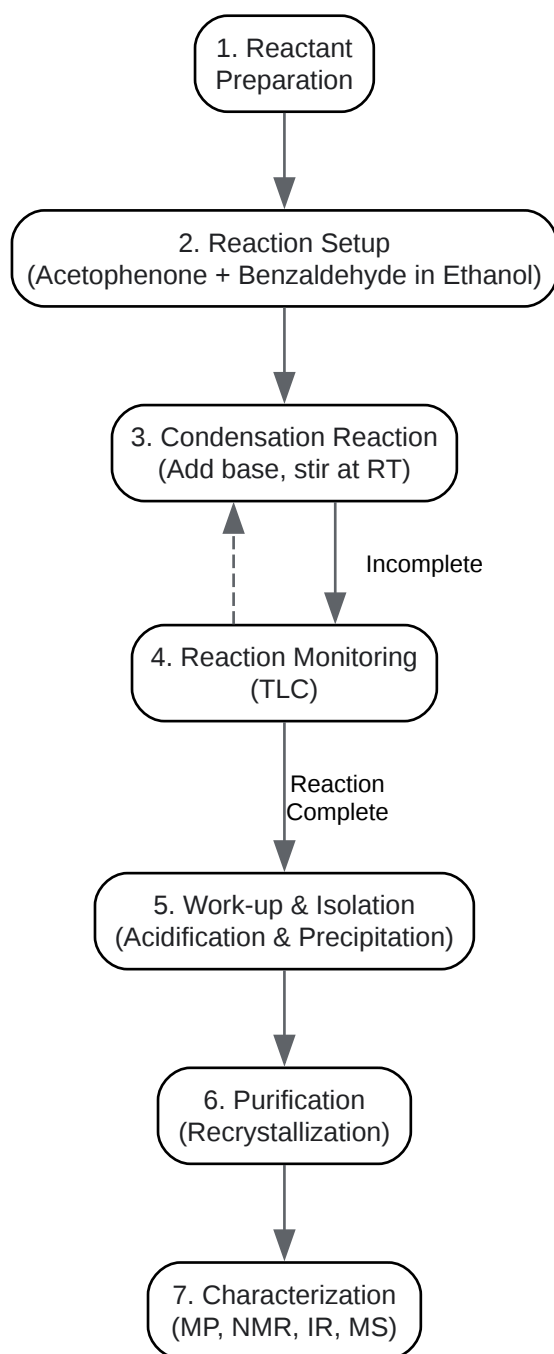 1. Reactant
Preparation
2. Reaction Setup
(Acetophenone + Benzaldehyde in Ethanol)
3. Condensation Reaction
(Add base, stir at RT)
Incomplete
4. Reaction Monitoring
(TLC)
Reaction
Complete
5. Work-up & Isolation
(Acidification & Precipitation)
6. Purification
(Recrystallization)
7. Characterization
(MP, NMR, IR, MS)